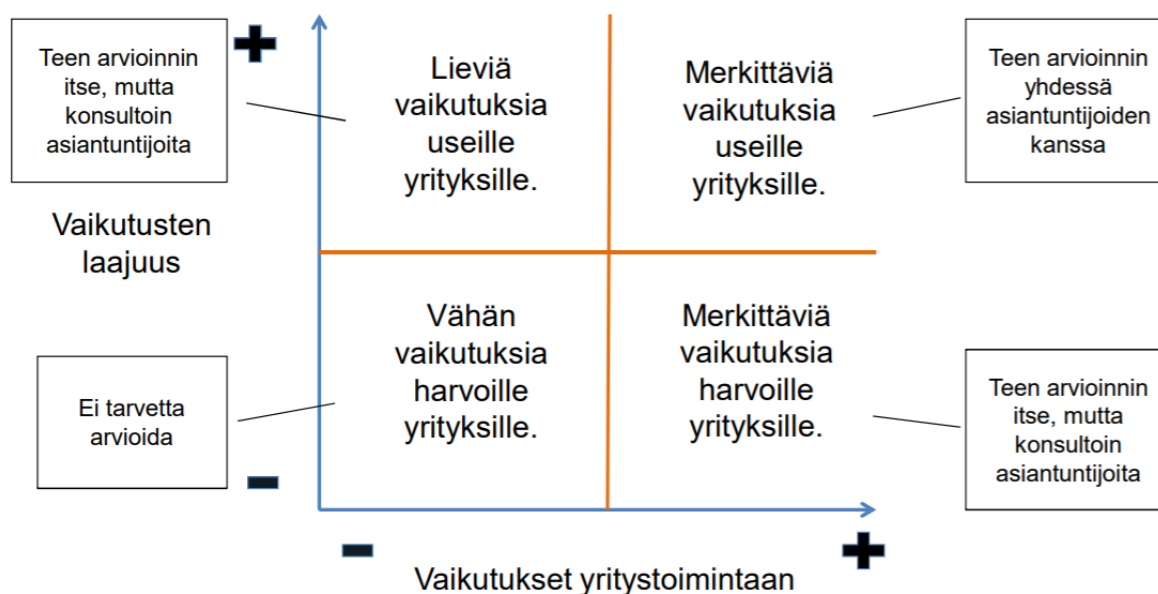 Teen arvioinnin
itse, mutta
konsultoin
asiantuntijoita
+
Lieviä
vaikutuksia
useille
yrityksille.
Merkittäviä
vaikutuksia
useille
yrityksille.
Teen arvioinnin
yhdessä
asiantuntijoiden
kanssa
Vaikutusten
laajuus
Ei tarvetta
arvioida
-
Vähän
vaikutuksia
harvoille
yrityksille.
Merkittäviä
vaikutuksia
harvoille
yrityksille.
Teen arvioinnin
itse, mutta
konsultoin
asiantuntijoita
-
+
Vaikutukset yritystoimintaan